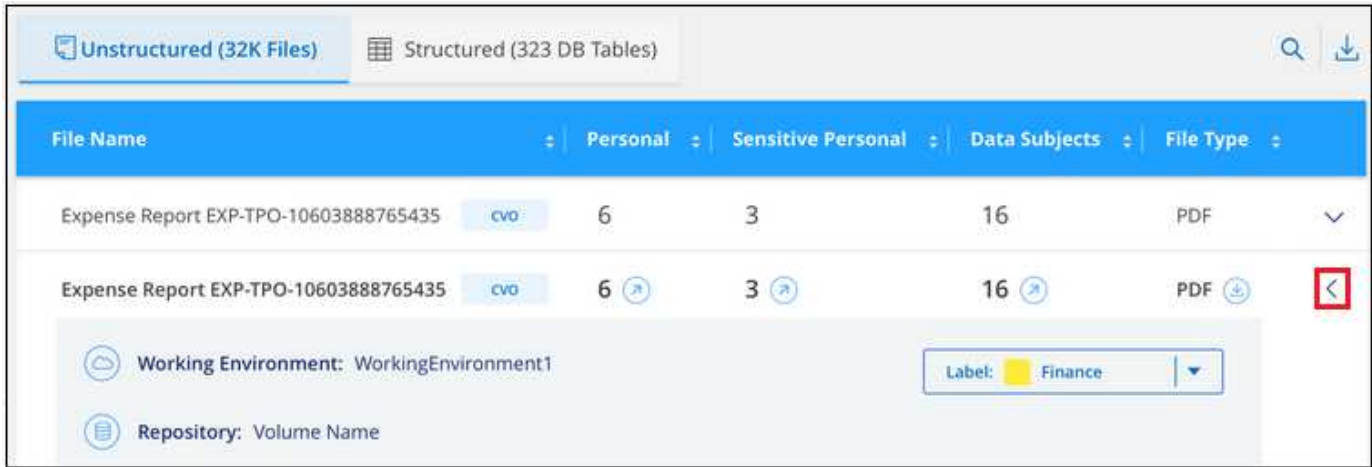 Unstructured (32K Files) Structured (323 DB Tables)
File Name Personal Sensitive Personal Data Subjects File Type
Expense Report EXP-TPO-10603888765435 CVO 6 3 16 PDF
Expense Report EXP-TPO-10603888765435 CVO 6 3 16 PDF
Working Environment: WorkingEnvironment1 Label: Finance
Repository: Volume Name